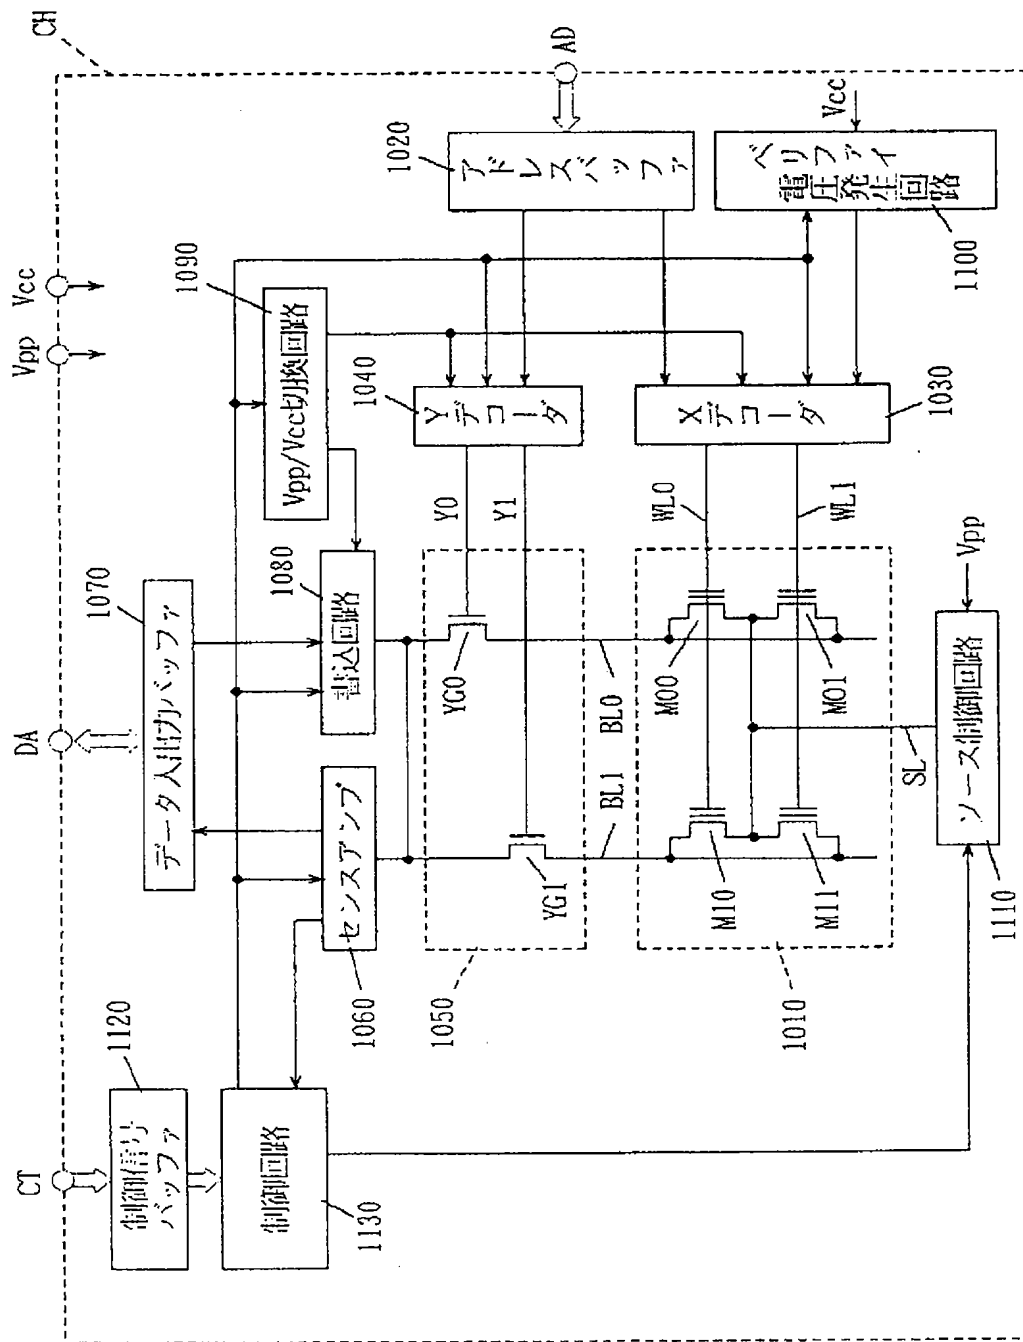 CT
DA
Vpp
Vcc
CH
1120
制御信号
バッファ
データ入出力バッファ
1070
1090
Vpp/Vcc切換回路
制御回路
1130
センスアンプ
1060
書込回路
1080
1050
YG1
YG0
Y0
Y1
Yデコーダ
1040
アドレスバッファ
1020
AD
BL1
BL0
1010
M10
M11
M00
M01
WL0
WL1
Xデコーダ
1030
ベリファイ
電圧発圧回路
1100
Vcc
SL
ソース制御回路
1110
Vpp